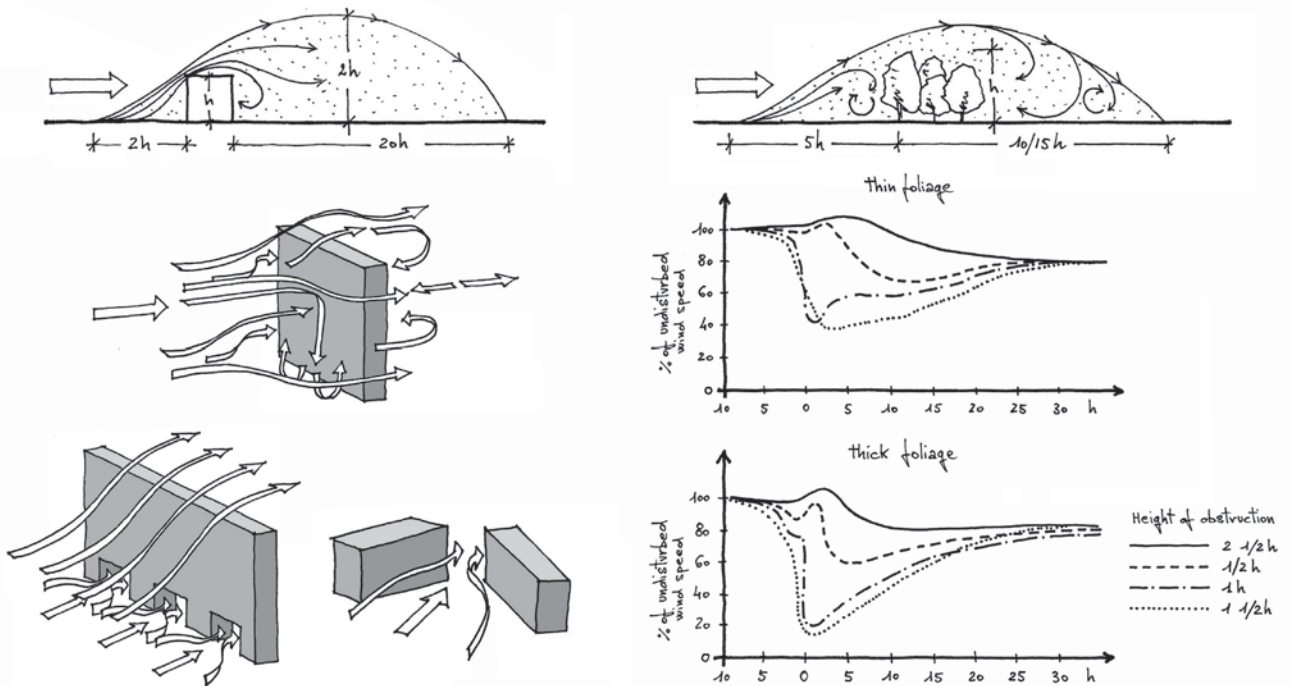 h
2h
2h
20h
h
5h
10/15h
thin foliage
% of undisturbed
wind speed
100
80
60
40
20
0
10 5 0 5 10 15 20 25 30 h
thick foliage
% of undisturbed
wind speed
100
80
60
40
20
0
10 5 0 5 10 15 20 25 30 h
Height of obstruction
2 1/2h
1/2h
1h
1 1/2h